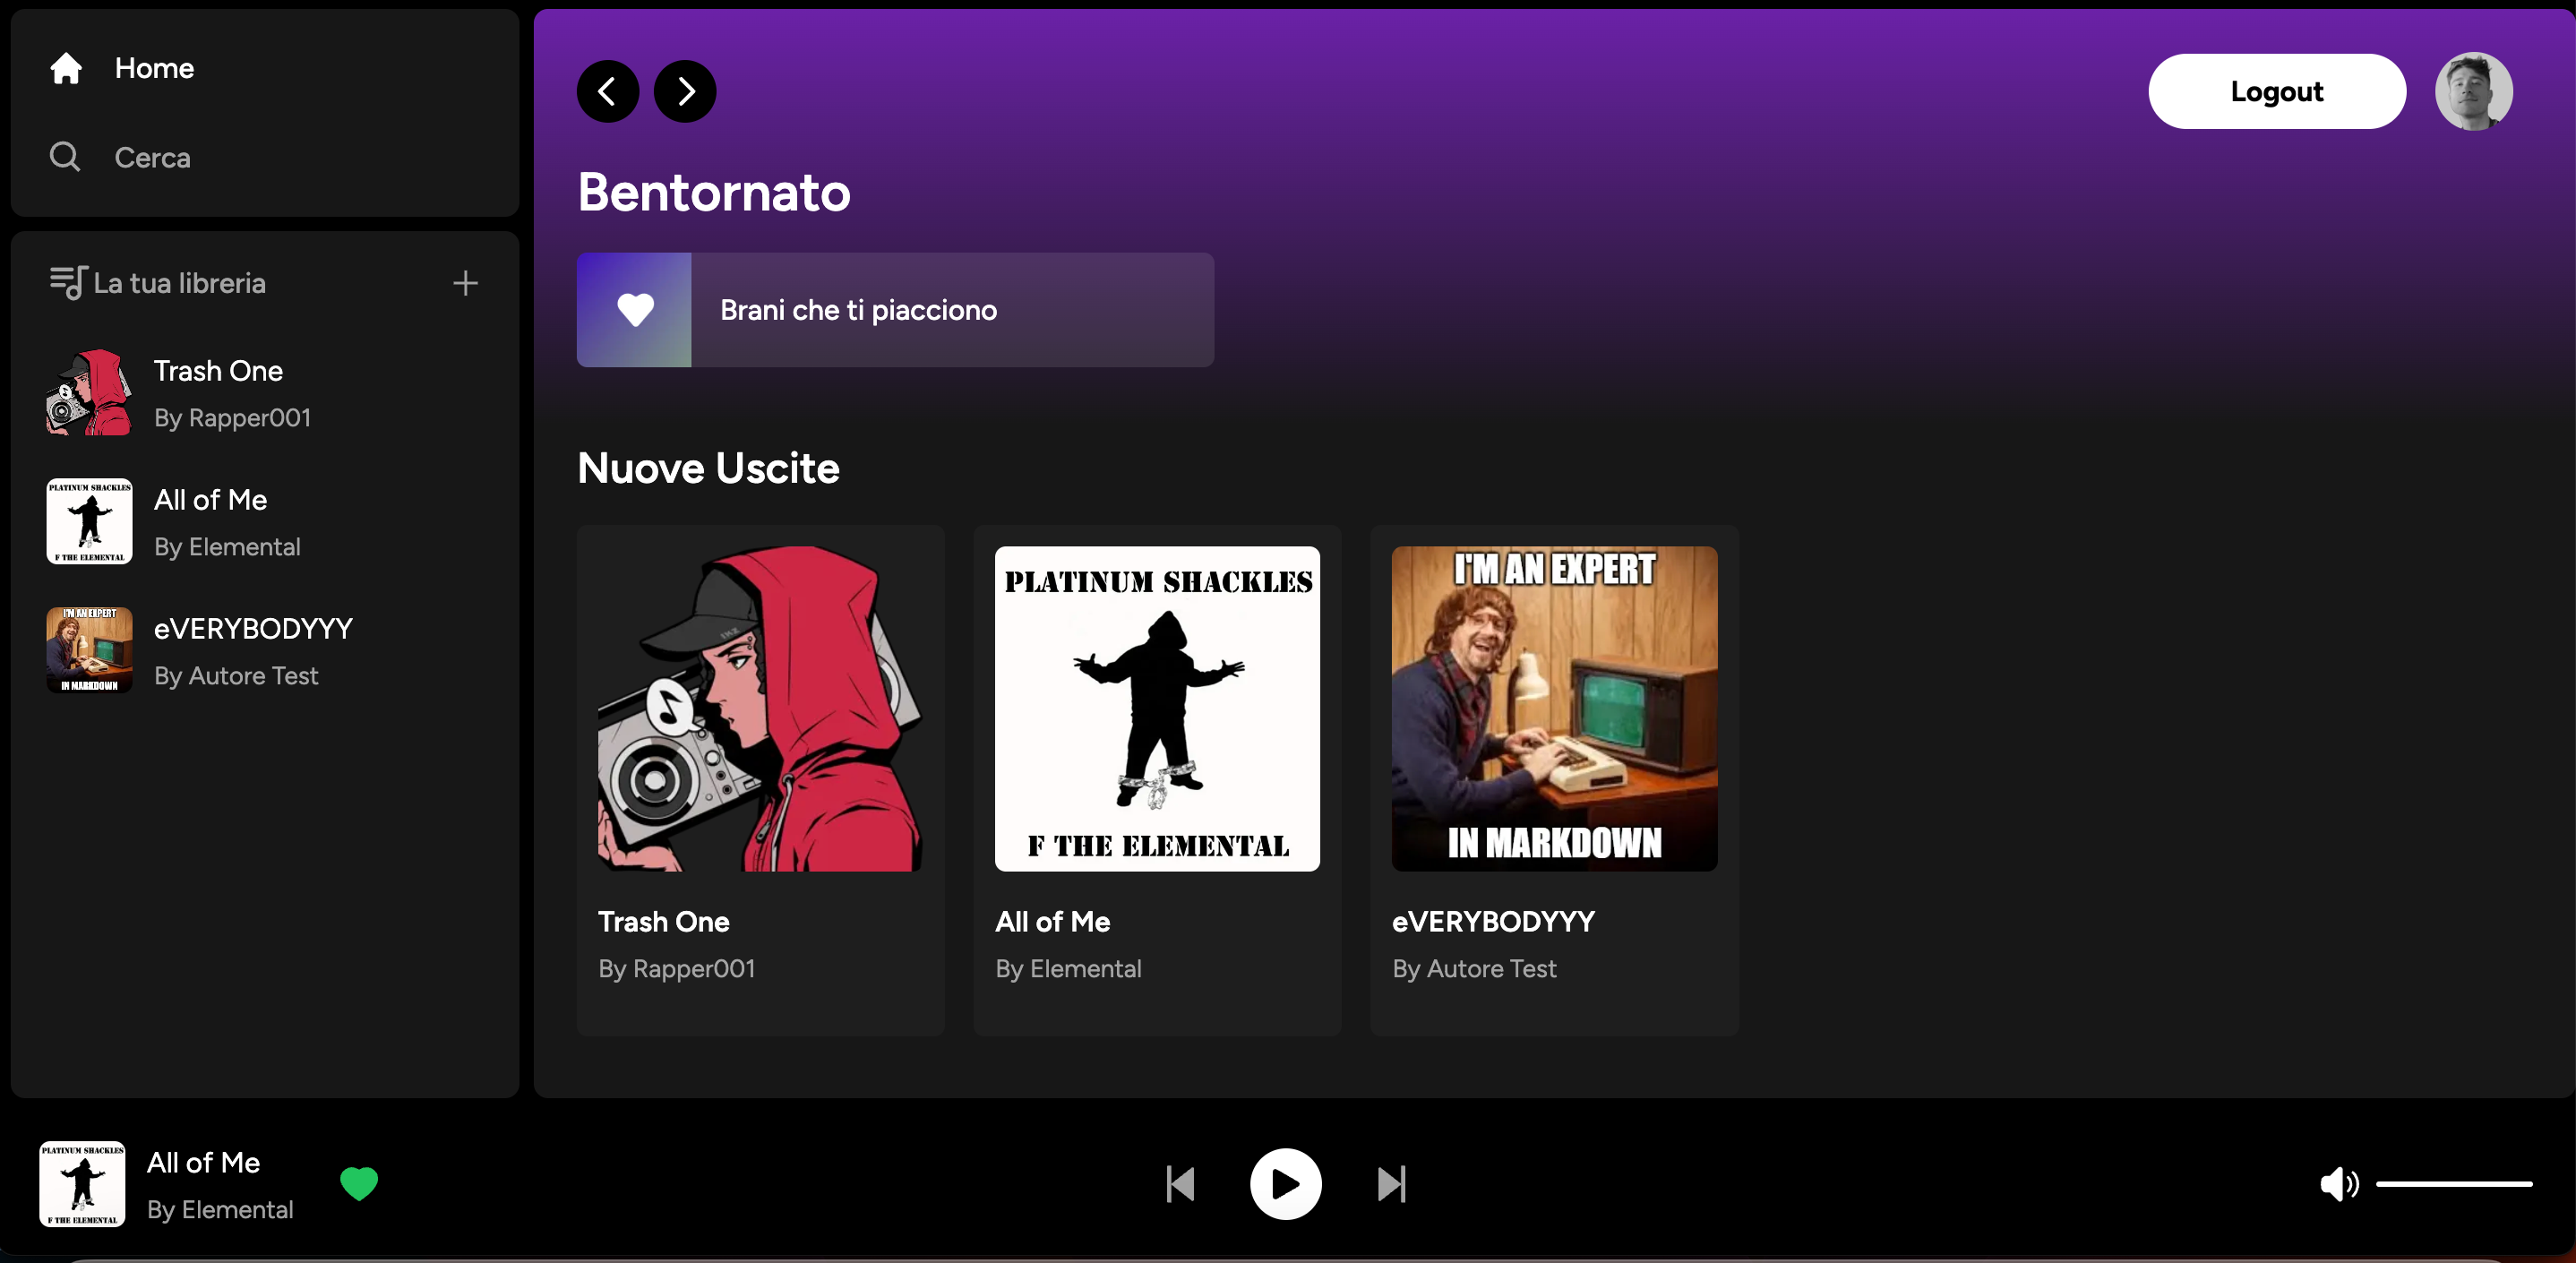 Home
Cerca
La tua libreria
Trash One
By Rapper001
PLATINUM SHACKLES
F THE ELEMENTAL
All of Me
By Elemental
I'M AN EXPERT
IN MARKDOWN
eVERYBODYYY
By Autore Test
Logout
Bentornato
Brani che ti piacciono
Nuove Uscite
Trash One
By Rapper001
PLATINUM SHACKLES
F THE ELEMENTAL
All of Me
By Elemental
I'M AN EXPERT
IN MARKDOWN
eVERYBODYYY
By Autore Test
PLATINUM SHACKLES
F THE ELEMENTAL
All of Me
By Elemental